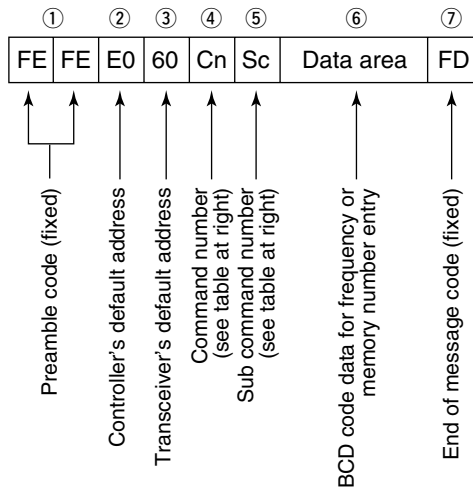 ① ② ③ ④ ⑤ ⑥ ⑦
FE FE E0 60 Cn Sc Data area FD
Preamble code (fixed)
Controller's default address
Transceiver's default address
Command number
(see table at right)
Sub command number
(see table at right)
BCD code data for frequency or
memory number entry
End of message code (fixed)